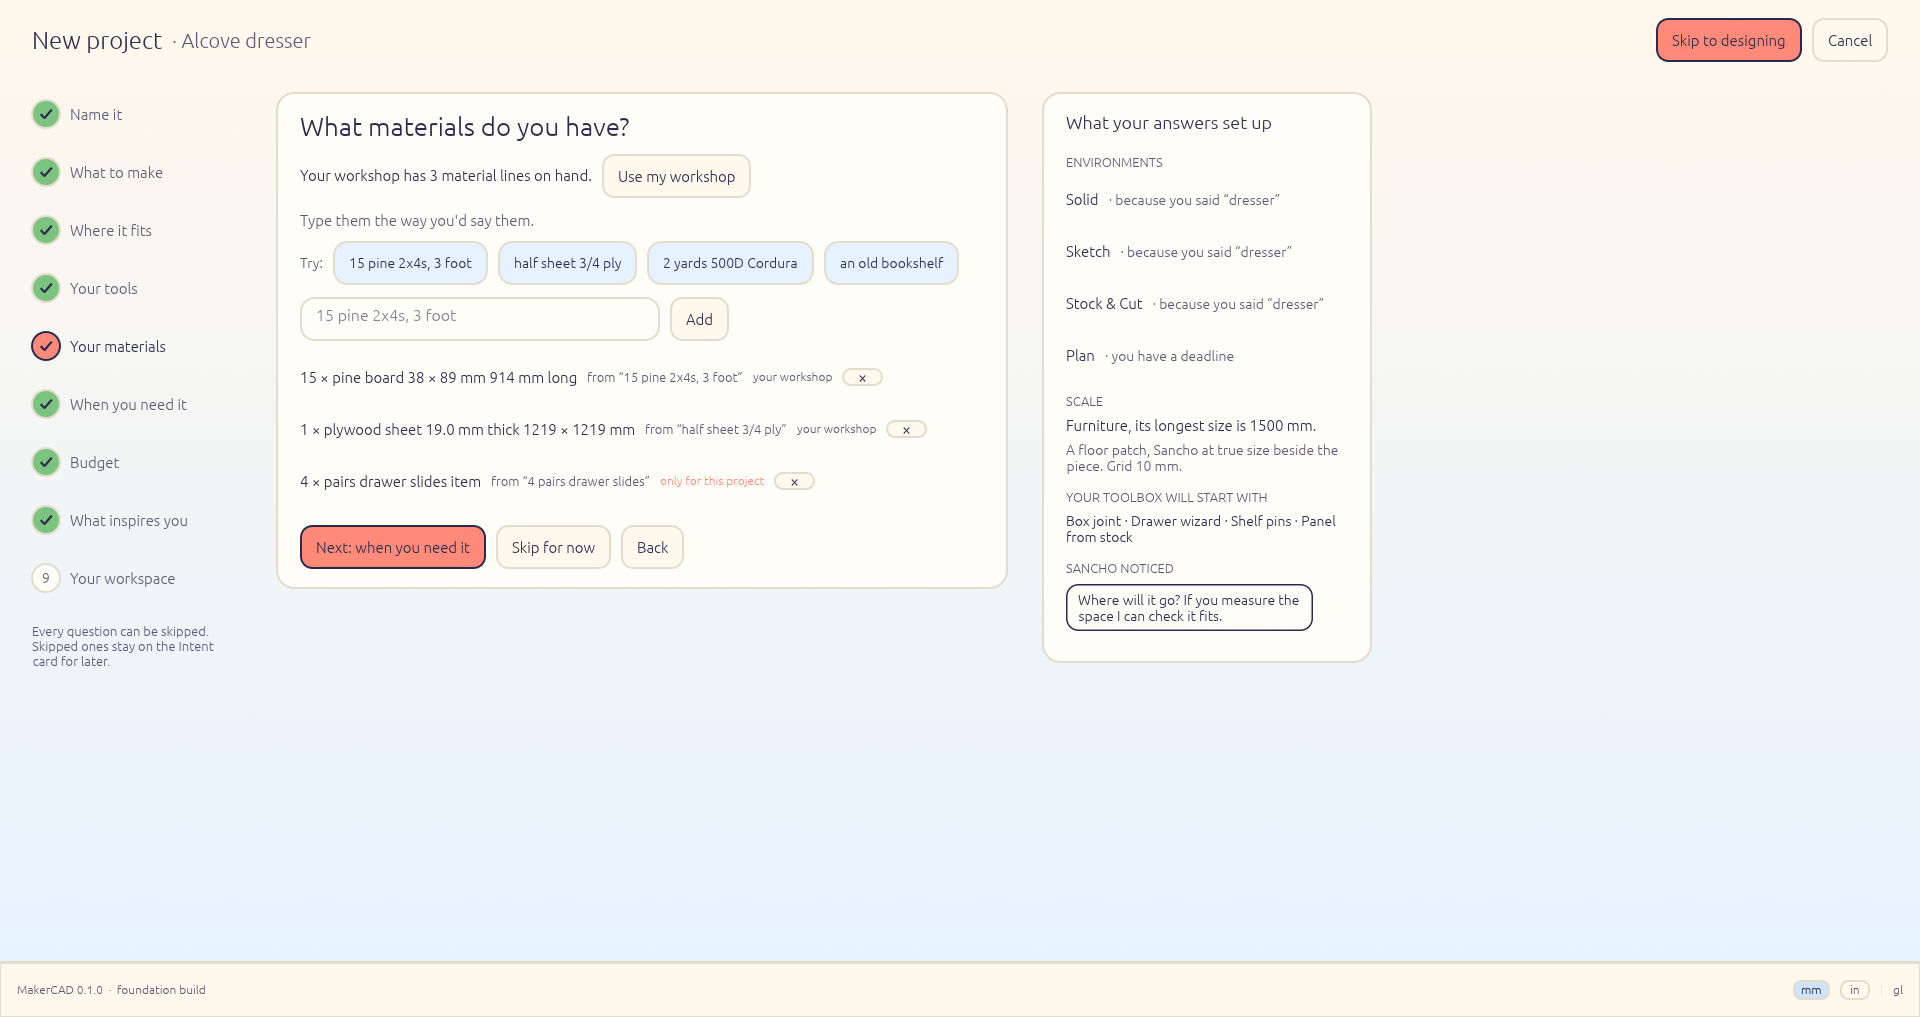 New project · Alcove dresser
Skip to designing
Cancel
Name it
What to make
Where it fits
Your tools
Your materials
When you need it
Budget
What inspires you
9 Your workspace
Every question can be skipped.
Skipped ones stay on the Intent
card for later.
What materials do you have?
Your workshop has 3 material lines on hand. Use my workshop
Type them the way you'd say them.
Try: 15 pine 2x4s, 3 foot half sheet 3/4 ply 2 yards 500D Cordura an old bookshelf
15 pine 2x4s, 3 foot Add
15 × pine board 38 × 89 mm 914 mm long from “15 pine 2x4s, 3 foot” your workshop ×
1 × plywood sheet 19.0 mm thick 1219 × 1219 mm from “half sheet 3/4 ply” your workshop ×
4 × pairs drawer slides item from “4 pairs drawer slides” only for this project ×
Next: when you need it Skip for now Back
What your answers set up
ENVIRONMENTS
Solid · because you said “dresser”
Sketch · because you said “dresser”
Stock & Cut · because you said “dresser”
Plan · you have a deadline
SCALE
Furniture, its longest size is 1500 mm.
A floor patch, Sancho at true size beside the
piece. Grid 10 mm.
YOUR TOOLBOX WILL START WITH
Box joint · Drawer wizard · Shelf pins · Panel
from stock
SANCHO NOTICED
Where will it go? If you measure the
space I can check it fits.
MakerCAD 0.1.0 · foundation build
mm in | gl